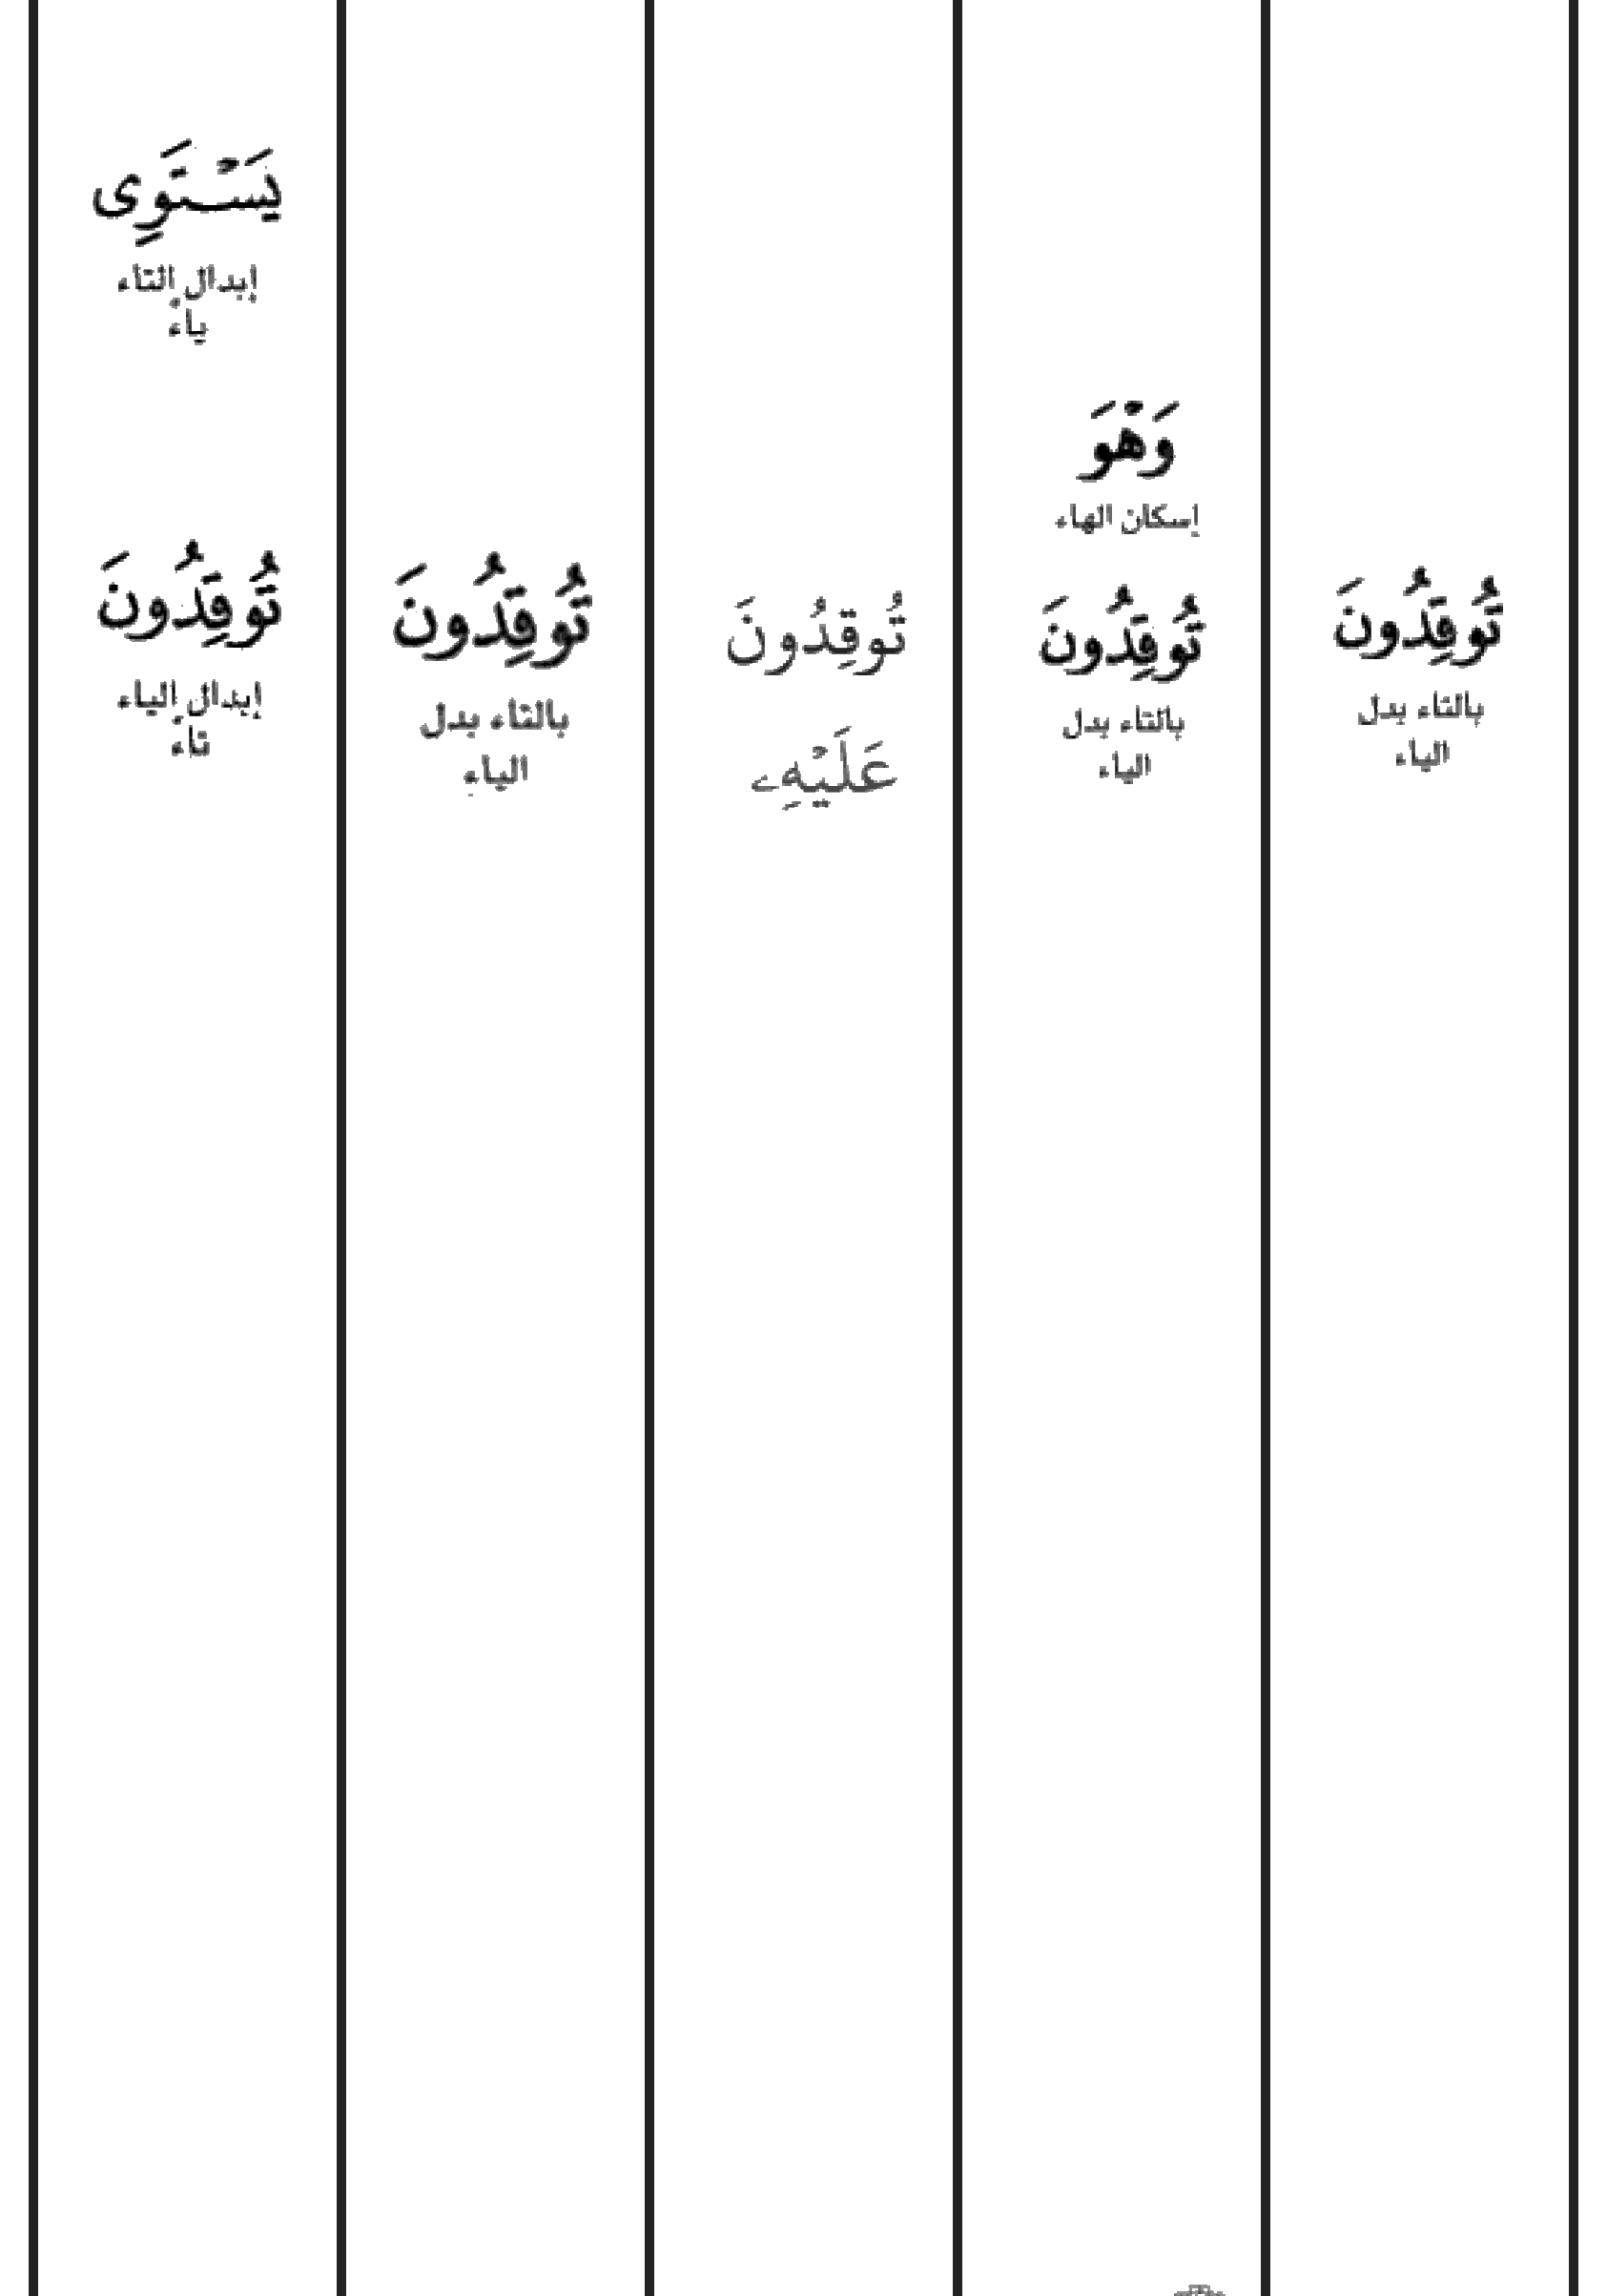 تُوقِدُونَ
بالتاء بدل
الياء
وَهْوَ
إسكان الهاء
تُوقِدُونَ
بالتاء بدل
الياء
تُوقِدُونَ
عَلَيْهِۦ
تُوقِدُونَ
بالتاء بدل
الياء
يَسْتَوِى
إبدال التاء
ياءً
تُوقِدُونَ
إبدال الياء
تاءً